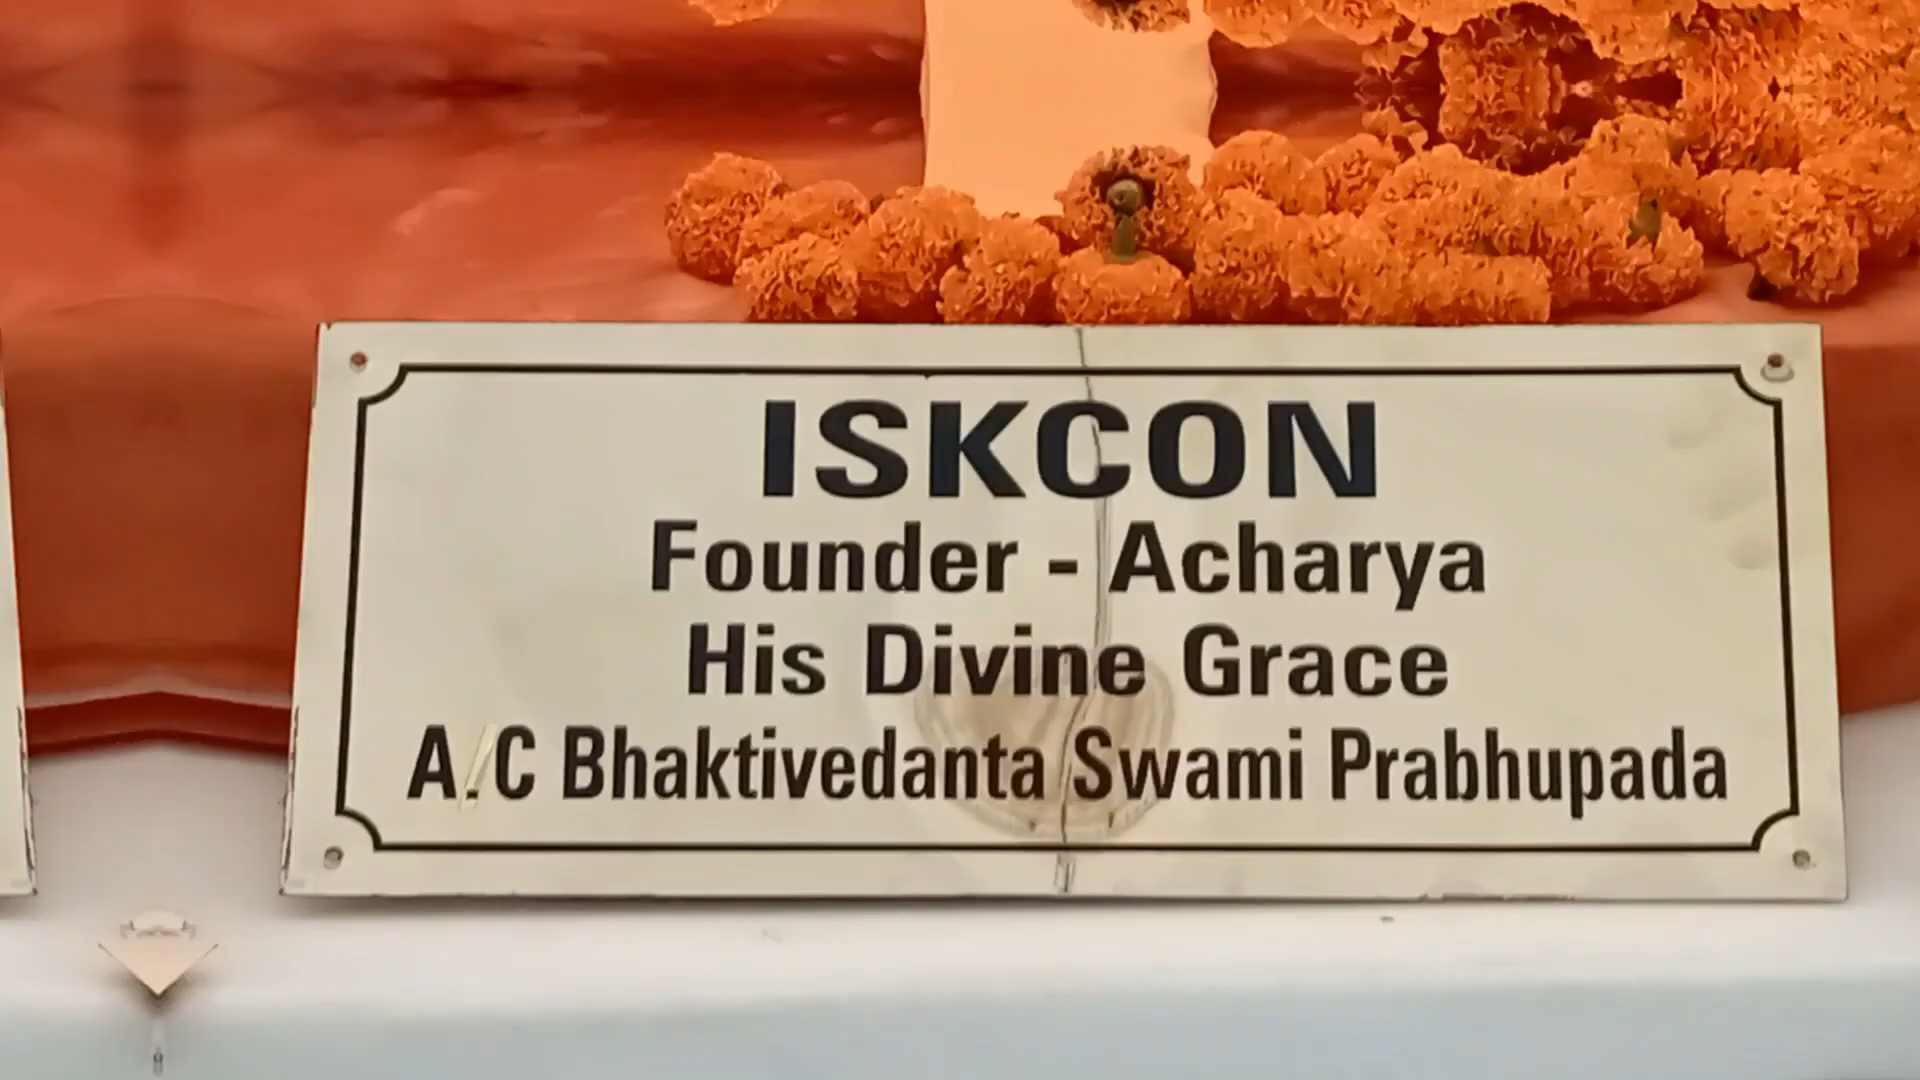 ISKCON
Founder - Acharya
His Divine Grace
A.C Bhaktivedanta Swami Prabhupada